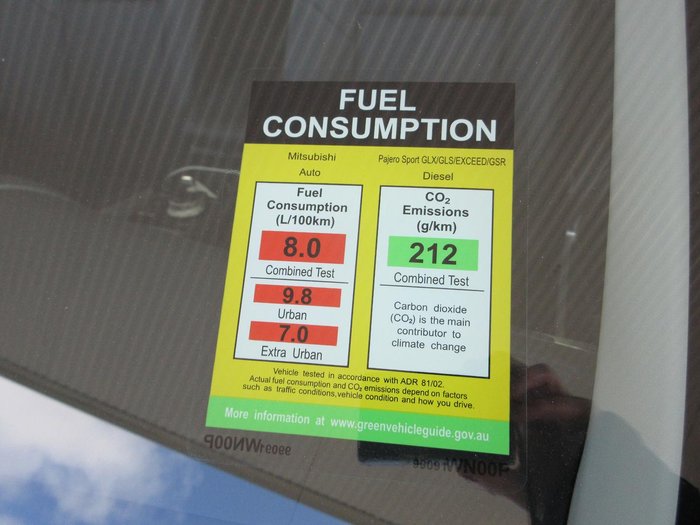 FUEL
CONSUMPTION
Mitsubishi
Pajero Sport GLX/GLS/EXCEED/GSR
Auto
Diesel
Fuel
Consumption
(L/100km)
8.0
Combined Test
9.8
Urban
7.0
Extra Urban
CO₂
Emissions
(g/km)
212
Combined Test
Carbon dioxide
(CO₂) is the main
contributor to
climate change
Vehicle tested in accordance with ADR 81/02.
Actual fuel consumption and CO₂ emissions depend on factors
such as traffic conditions,vehicle condition and how you drive.
More information at www.greenvehicleguide.gov.au